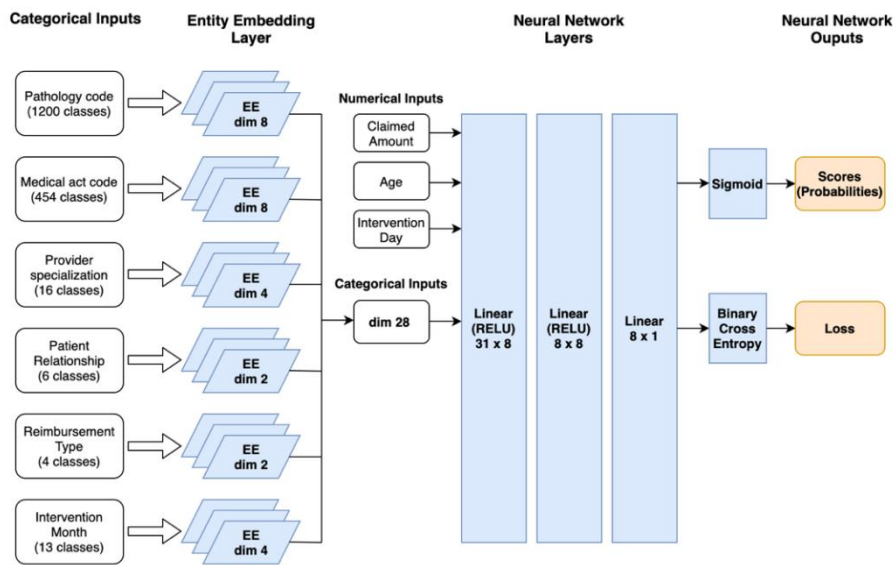 Categorical Inputs
Entity Embedding
Layer
Neural Network
Layers
Neural Network
Ouputs
Pathology code
(1200 classes)
EE
dim 8
Medical act code
(454 classes)
EE
dim 8
Provider
specialization
(16 classes)
EE
dim 4
Patient
Relationship
(6 classes)
EE
dim 2
Reimbursement
Type
(4 classes)
EE
dim 2
Intervention
Month
(13 classes)
EE
dim 4
Numerical Inputs
Claimed
Amount
Age
Intervention
Day
Categorical Inputs
dim 28
Linear
(RELU)
31 x 8
Linear
(RELU)
8 x 8
Linear
8 x 1
Sigmoid
Scores
(Probabilities)
Binary
Cross
Entropy
Loss